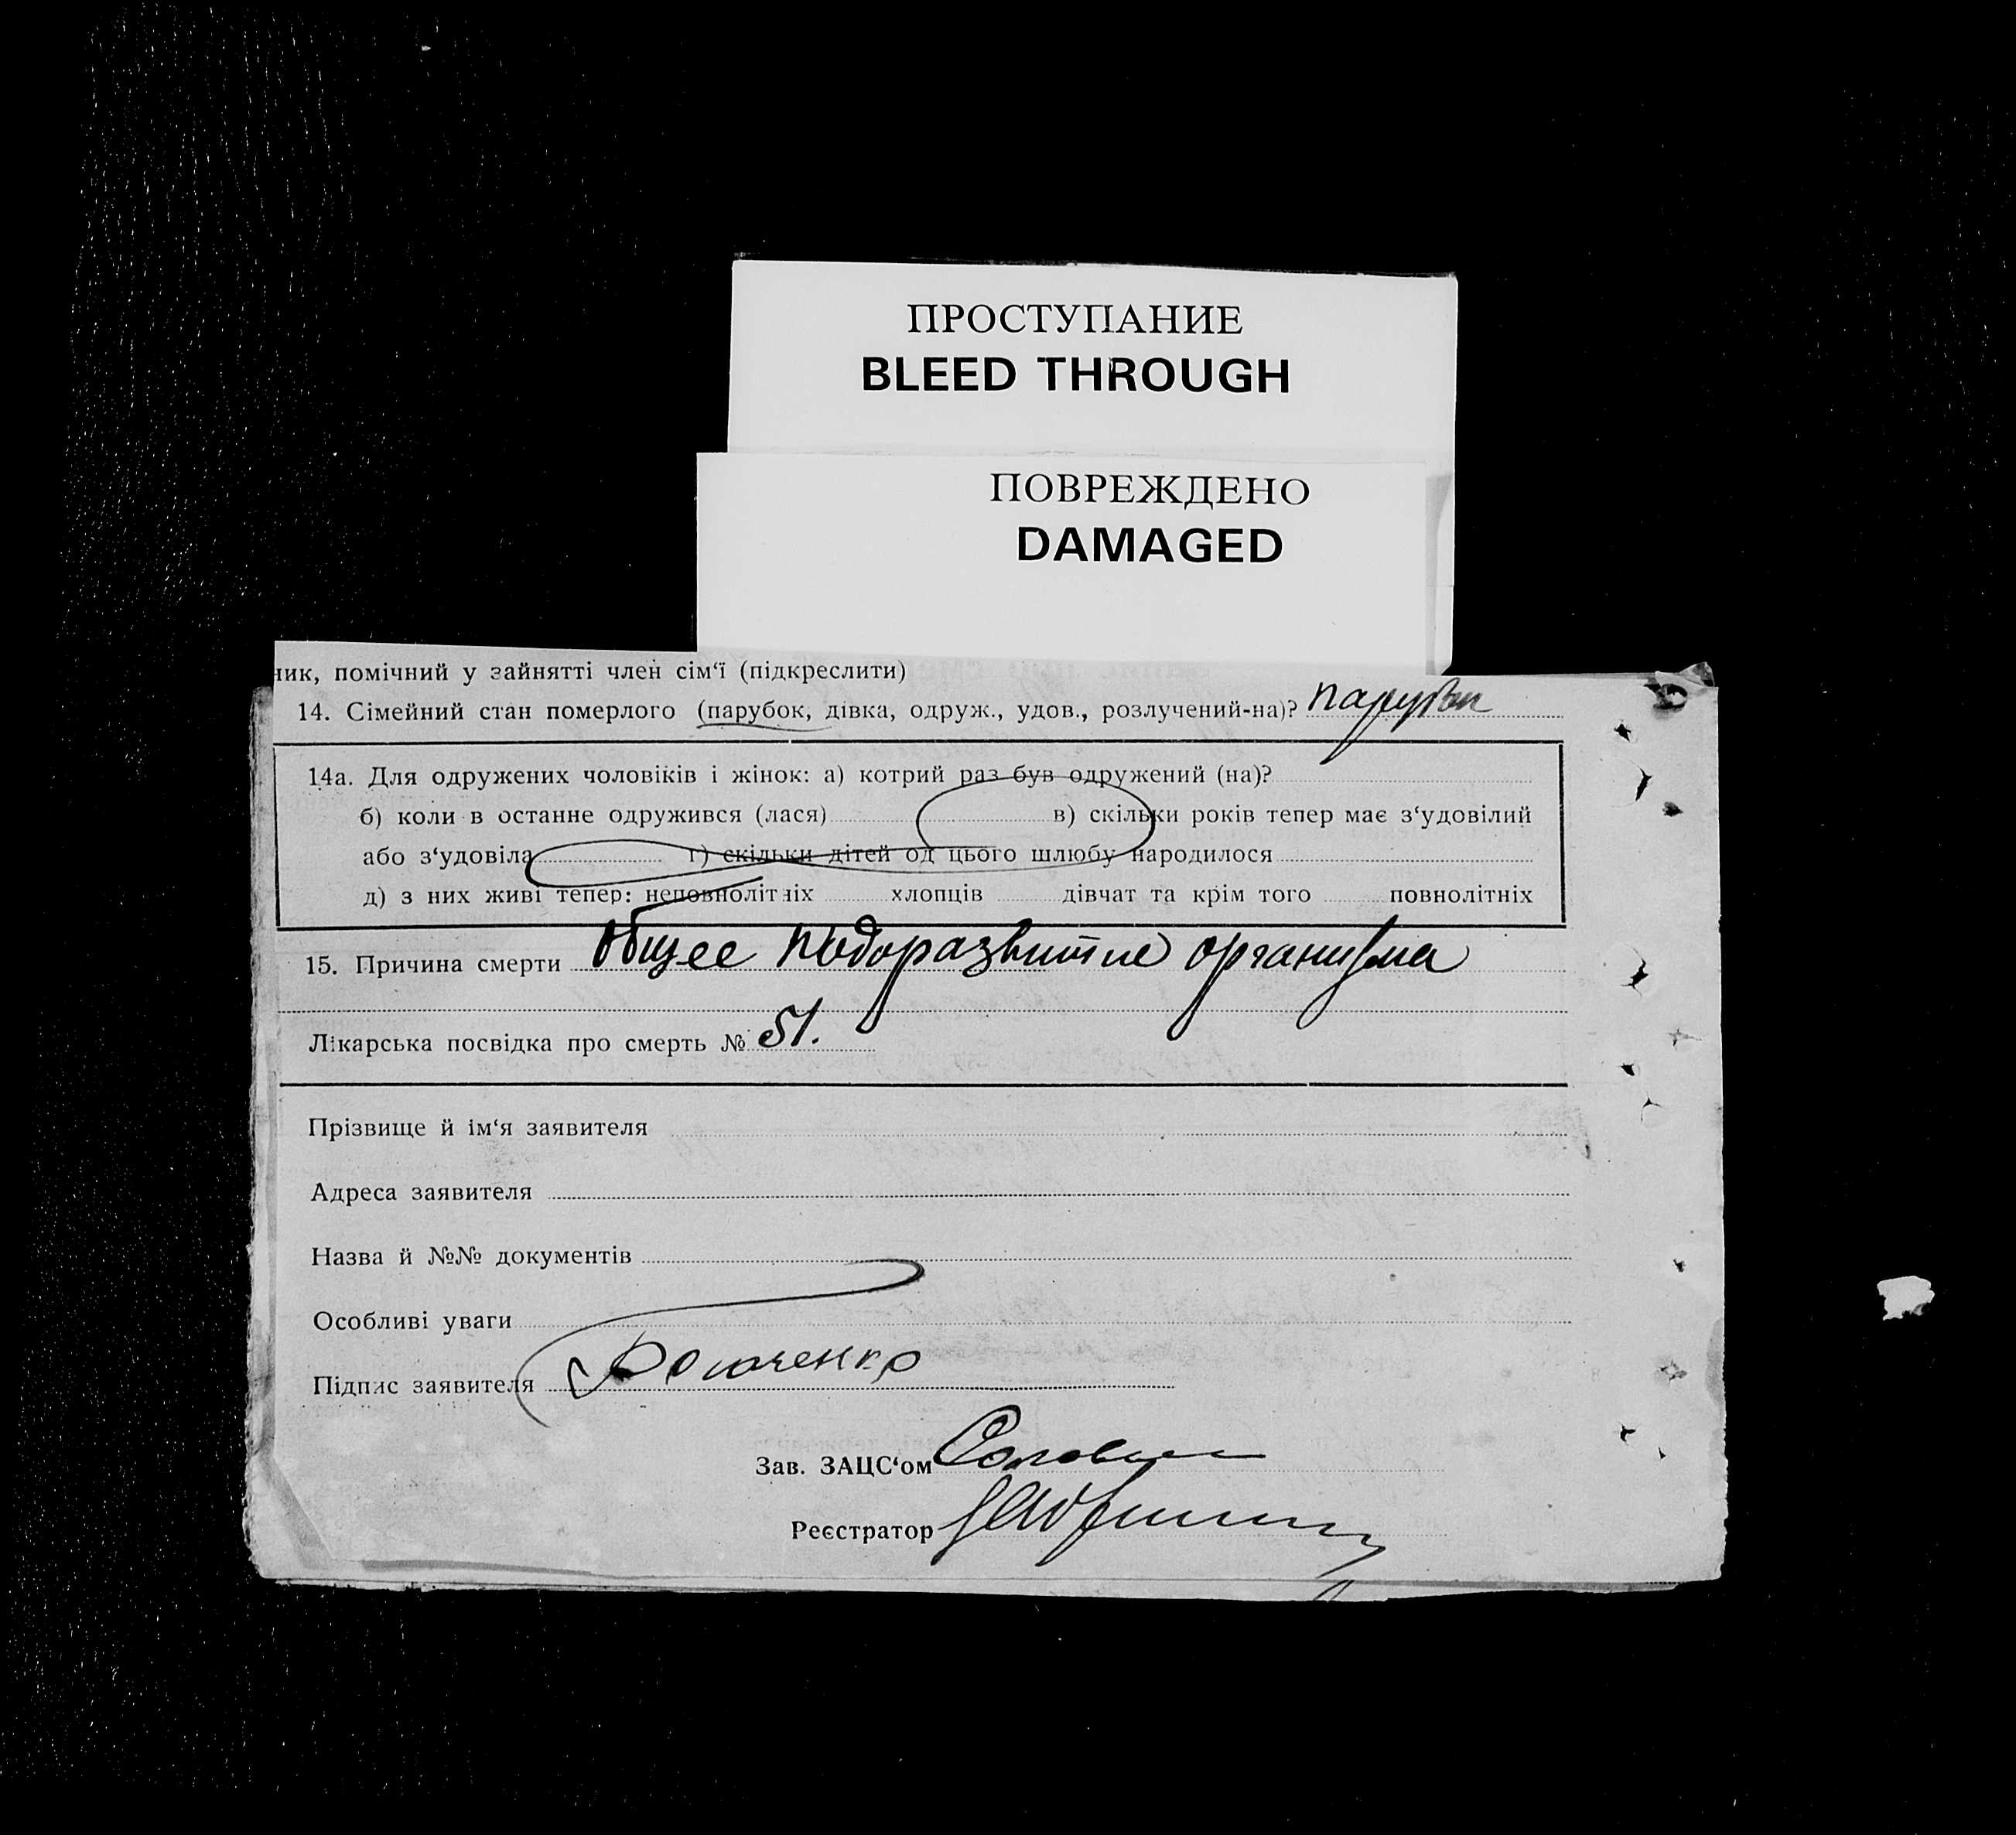 ПРОСТУПАНИЕ
BLEED THROUGH
ПОВРЕЖДЕНО
DAMAGED
ник, помічний у зайнятті член сім‘ї (підкреслити)
14. Сімейний стан померлого (парубок, дівка, одруж., удов., розлучений-на)? парубок
14а. Для одружених чоловіків і жінок: а) котрий раз був одружений (на)?
б) коли в останнє одружився (лася) в) скільки років тепер має з‘удовілий
або з‘удовіла г) скільки дітей од цього шлюбу народилося
д) з них живі тепер: неповнолітніх хлопців дівчат та крім того повнолітніх
15. Причина смерти общее недоразвитие организма
Лікарська посвідка про смерть № 51.
Прізвище й ім‘я заявителя
Адреса заявителя
Назва й №№ документів
Особливі уваги
Підпис заявителя
Зав. ЗАЦС‘ом
Реєстратор